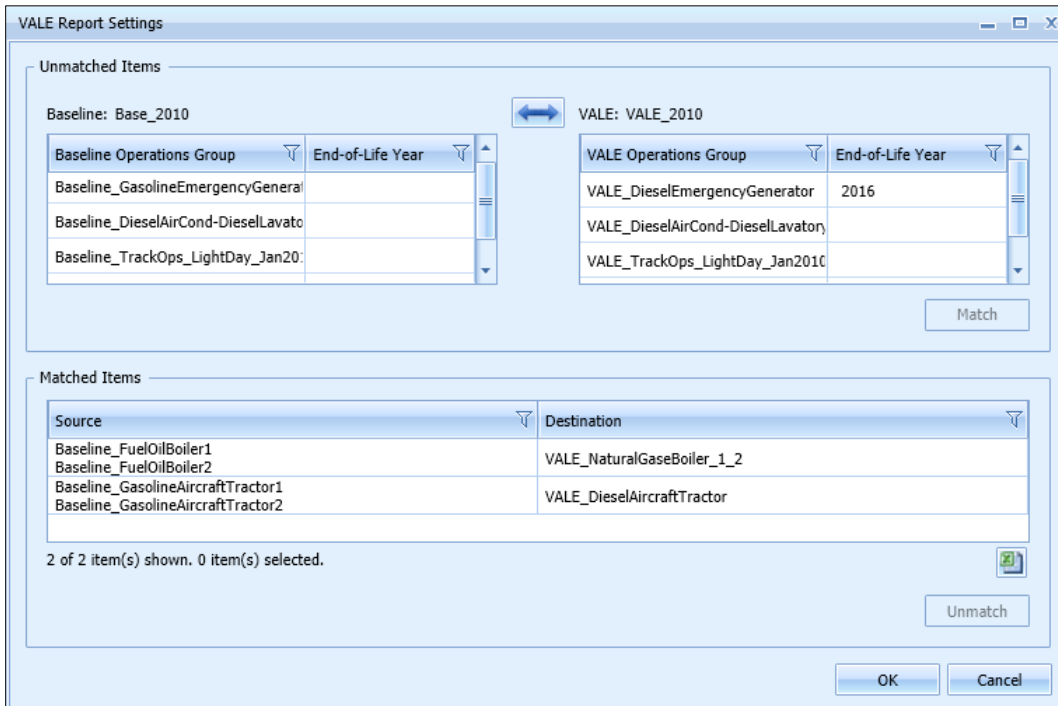 VALE Report Settings
Unmatched Items
Baseline: Base_2010
VALE: VALE_2010
Baseline Operations Group End-of-Life Year
Baseline_GasolineEmergencyGenerat
Baseline_DieselAirCond-DieselLavato
Baseline_TrackOps_LightDay_Jan20
VALE Operations Group End-of-Life Year
VALE_DieselEmergencyGenerator 2016
VALE_DieselAirCond-DieselLavatory
VALE_TrackOps_LightDay_Jan2010
Match
Matched Items
Source Destination
Baseline_FuelOilBoiler1
Baseline_FuelOilBoiler2
VALE_NaturalGaseBoiler_1_2
Baseline_GasolineAircraftTractor1
Baseline_GasolineAircraftTractor2
VALE_DieselAircraftTractor
2 of 2 item(s) shown. 0 item(s) selected.
Unmatch
OK Cancel